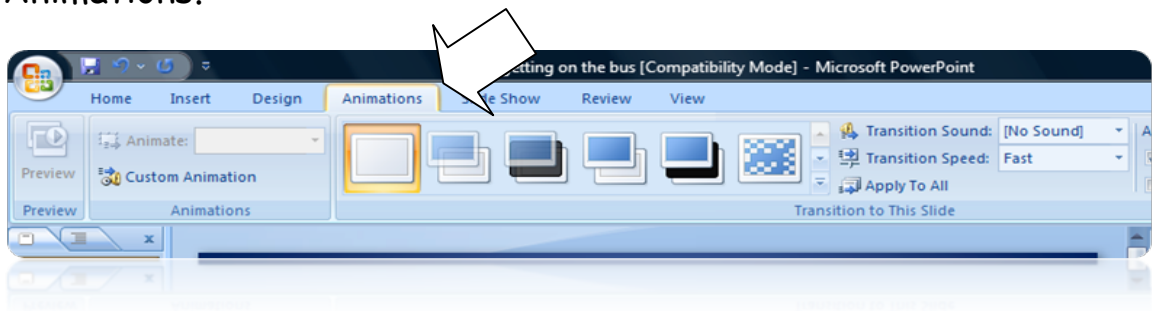 Animations.
getting on the bus [Compatibility Mode] - Microsoft PowerPoint
Home Insert Design Animations Slide Show Review View
Animate:
Custom Animation
Preview
Transition Sound: [No Sound]
Transition Speed: Fast
Apply To All
Preview Animations Transition to This Slide